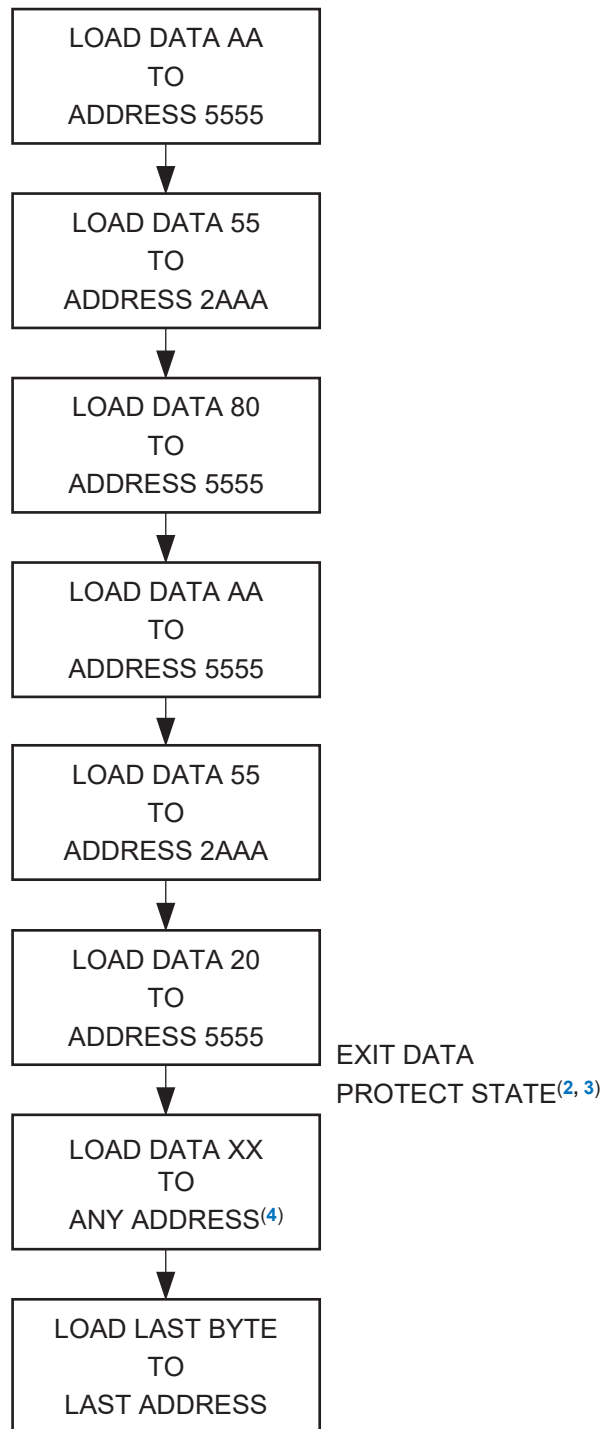 LOAD DATA AA
TO
ADDRESS 5555
LOAD DATA 55
TO
ADDRESS 2AAA
LOAD DATA 80
TO
ADDRESS 5555
LOAD DATA AA
TO
ADDRESS 5555
LOAD DATA 55
TO
ADDRESS 2AAA
LOAD DATA 20
TO
ADDRESS 5555
EXIT DATA
PROTECT STATE(2, 3)
LOAD DATA XX
TO
ANY ADDRESS(4)
LOAD LAST BYTE
TO
LAST ADDRESS